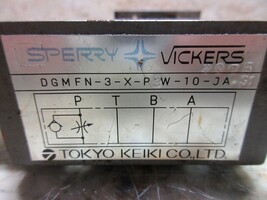 SPERRY VICKERS
DGMFN-3-X-P W-10-JA
P T B A
TOKYO KEIKI CO.,LTD.